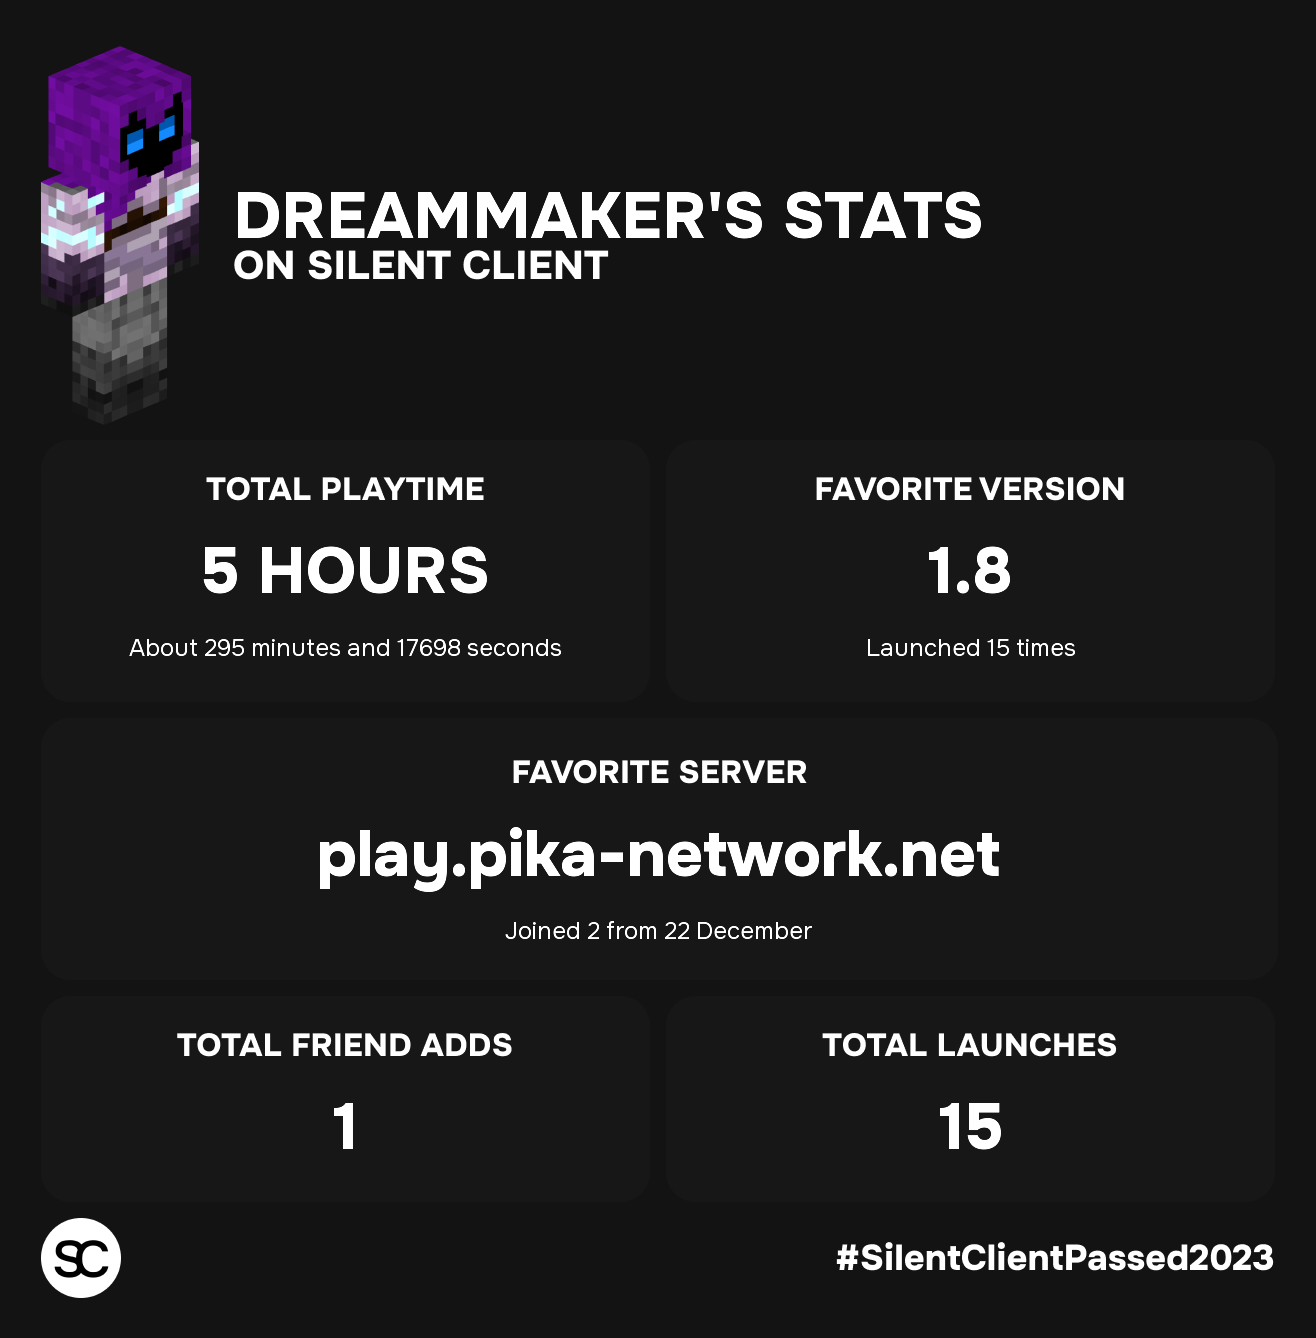 DREAMMAKER'S STATS
ON SILENT CLIENT
TOTAL PLAYTIME
5 HOURS
About 295 minutes and 17698 seconds
FAVORITE VERSION
1.8
Launched 15 times
FAVORITE SERVER
play.pika-network.net
Joined 2 from 22 December
TOTAL FRIEND ADDS
1
TOTAL LAUNCHES
15
SC
#SilentClientPassed2023